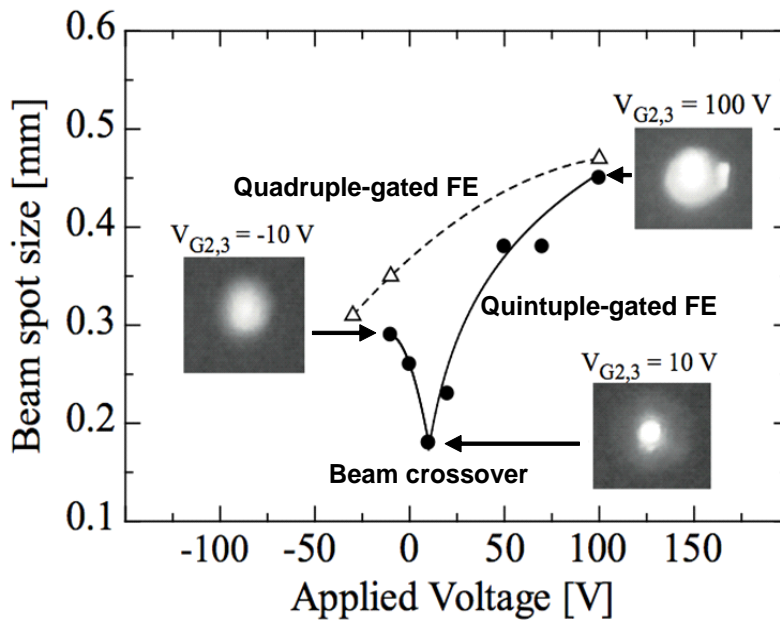 0.6
0.5
0.4
0.3
0.2
0.1
Beam spot size [mm]
V_G2,3 = 100 V
Quadruple-gated FE
V_G2,3 = -10 V
Quintuple-gated FE
V_G2,3 = 10 V
Beam crossover
-100 -50 0 50 100 150
Applied Voltage [V]